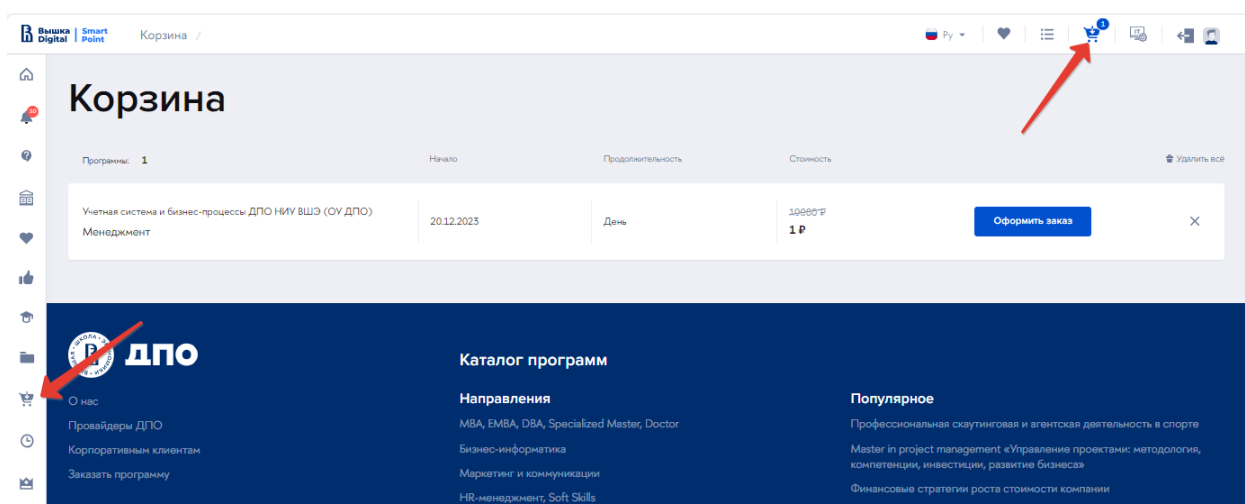 Вышка Digital
Smart Point
Корзина /
Ру
1
50
Корзина
Программы: 1
Начало
Продолжительность
Стоимость
Удалить все
Учетная система и бизнес-процессы ДПО НИУ ВШЭ (ОУ ДПО)
Менеджмент
20.12.2023
День
10000 ₽
1 ₽
Оформить заказ
ДПО
Каталог программ
О нас
Провайдеры ДПО
Корпоративным клиентам
Заказать программу
Направления
MBA, EMBA, DBA, Specialized Master, Doctor
Бизнес-информатика
Маркетинг и коммуникации
HR-менеджмент, Soft Skills
Популярное
Профессиональная скаутинговая и агентская деятельность в спорте
Master in project management «Управление проектами: методология,
компетенции, инвестиции, развитие бизнеса»
Финансовые стратегии роста стоимости компании